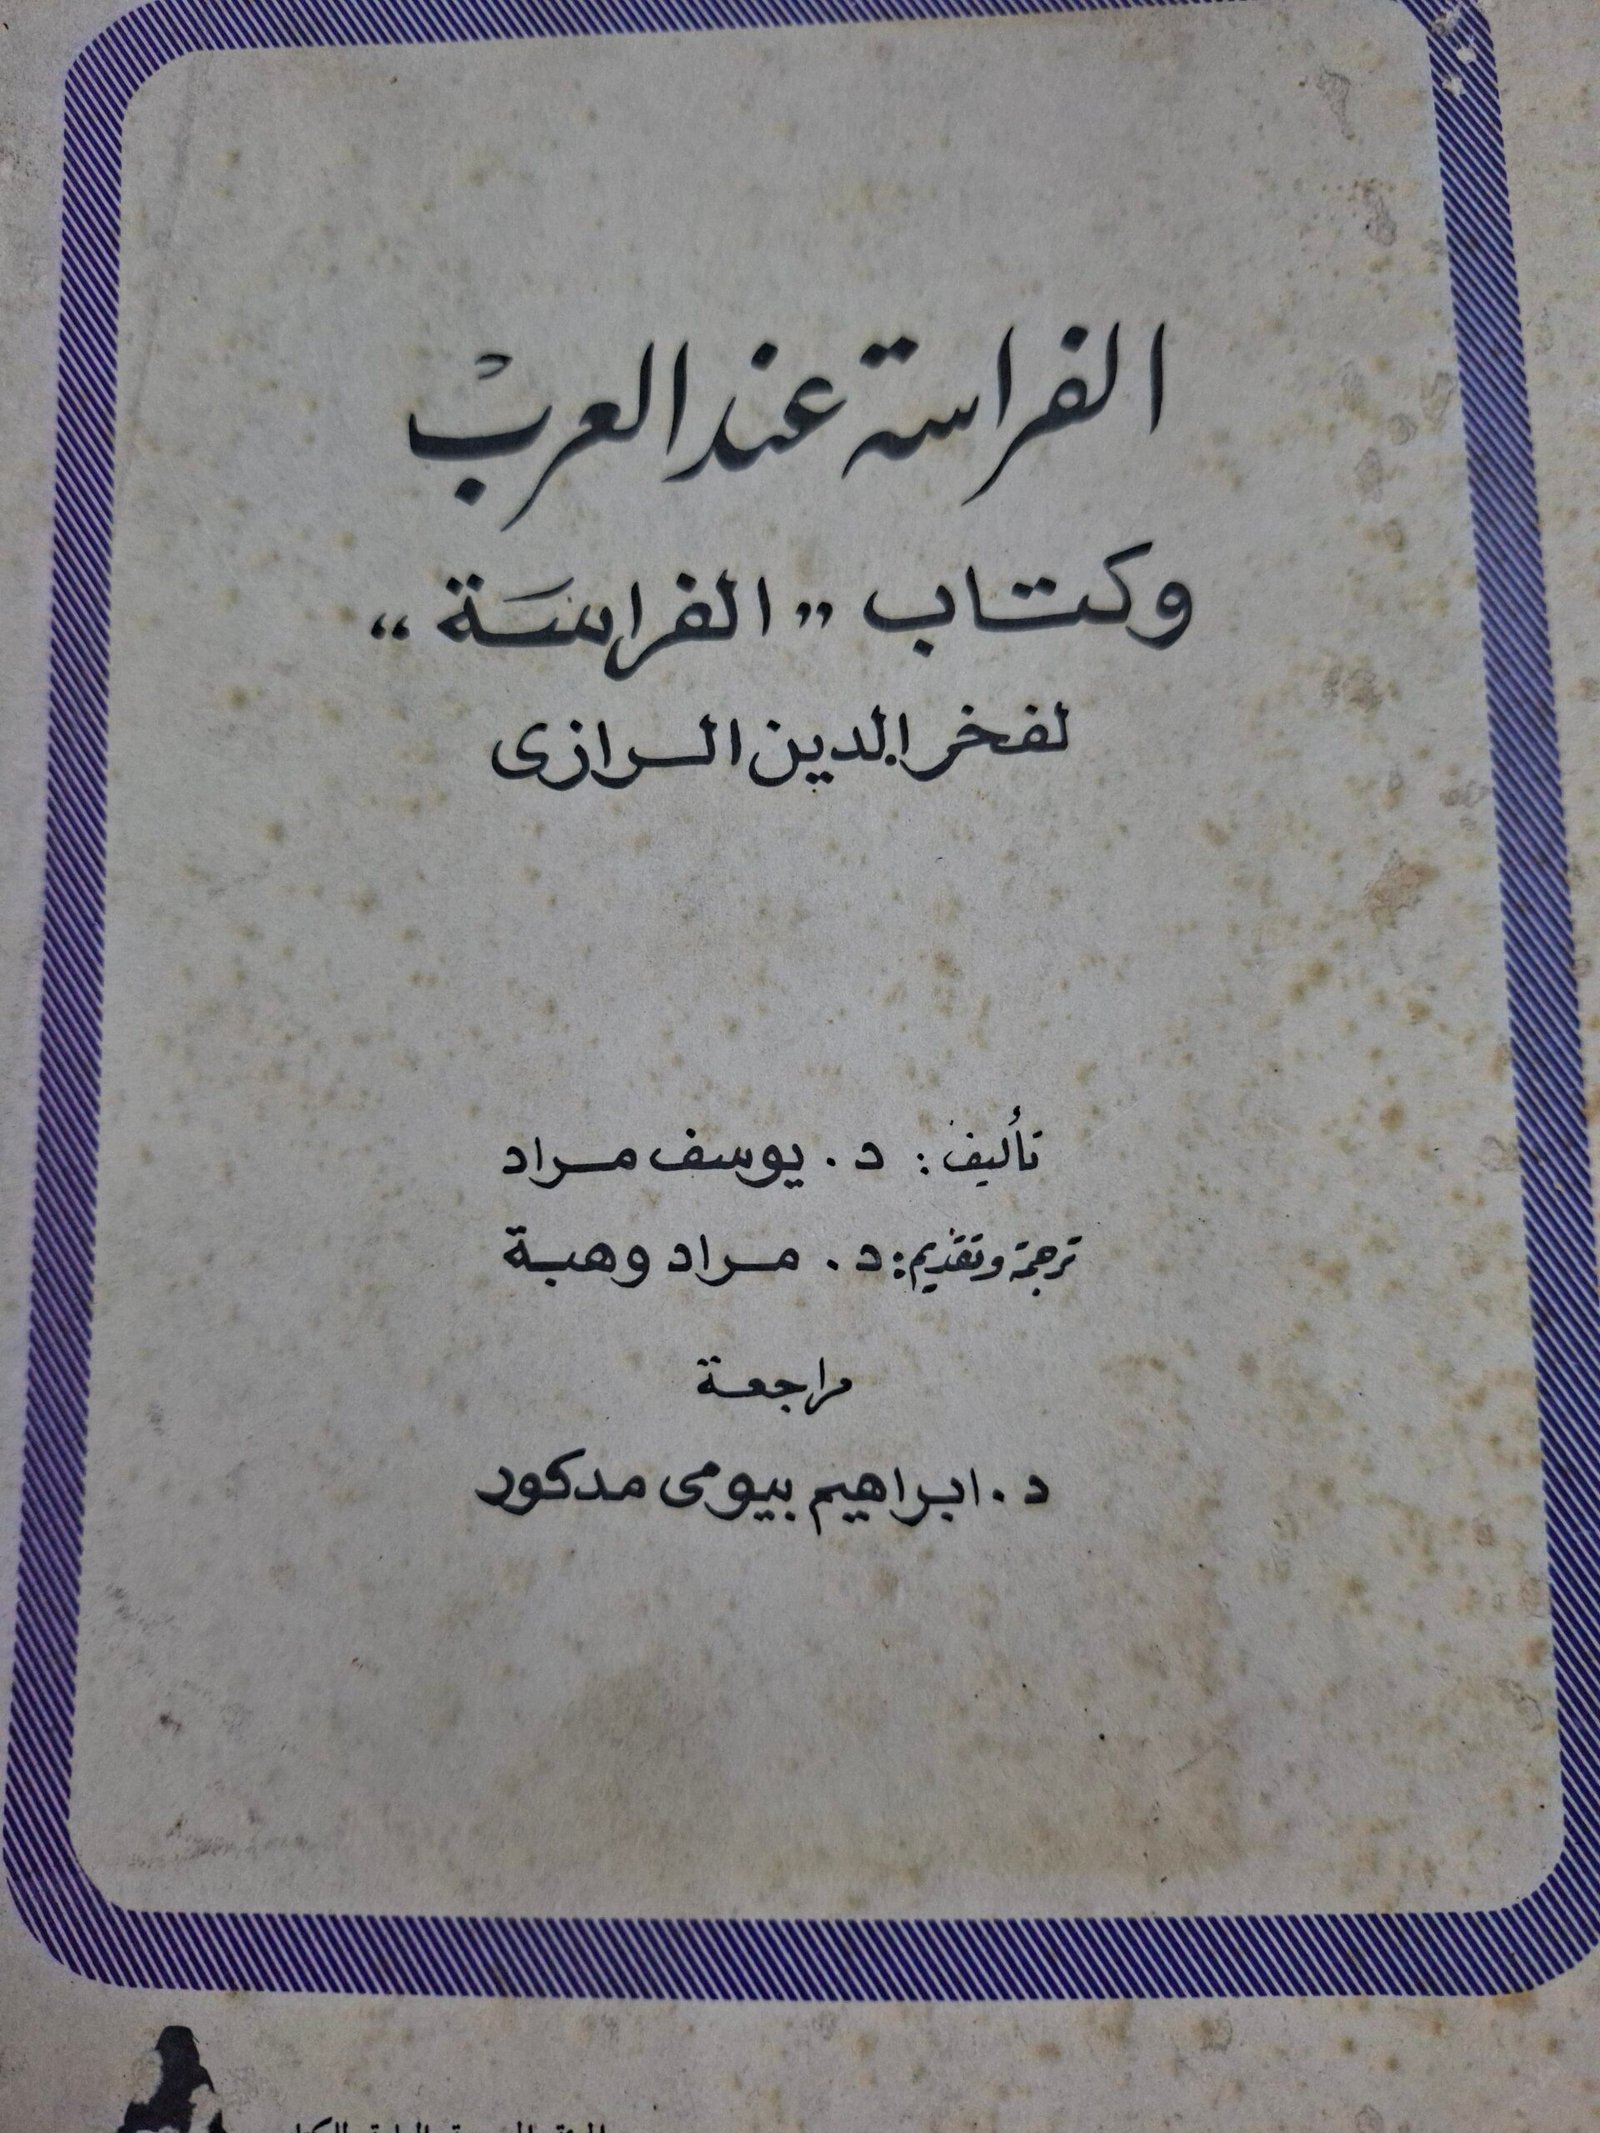 الفراسة عند العرب
وكتاب „الفراسة“
لفخر الدين الرازى
تأليف: د. يوسف مراد
ترجمة وتقديم: د. مراد وهبة
مراجعة
د. ابراهيم بيومى مدكور